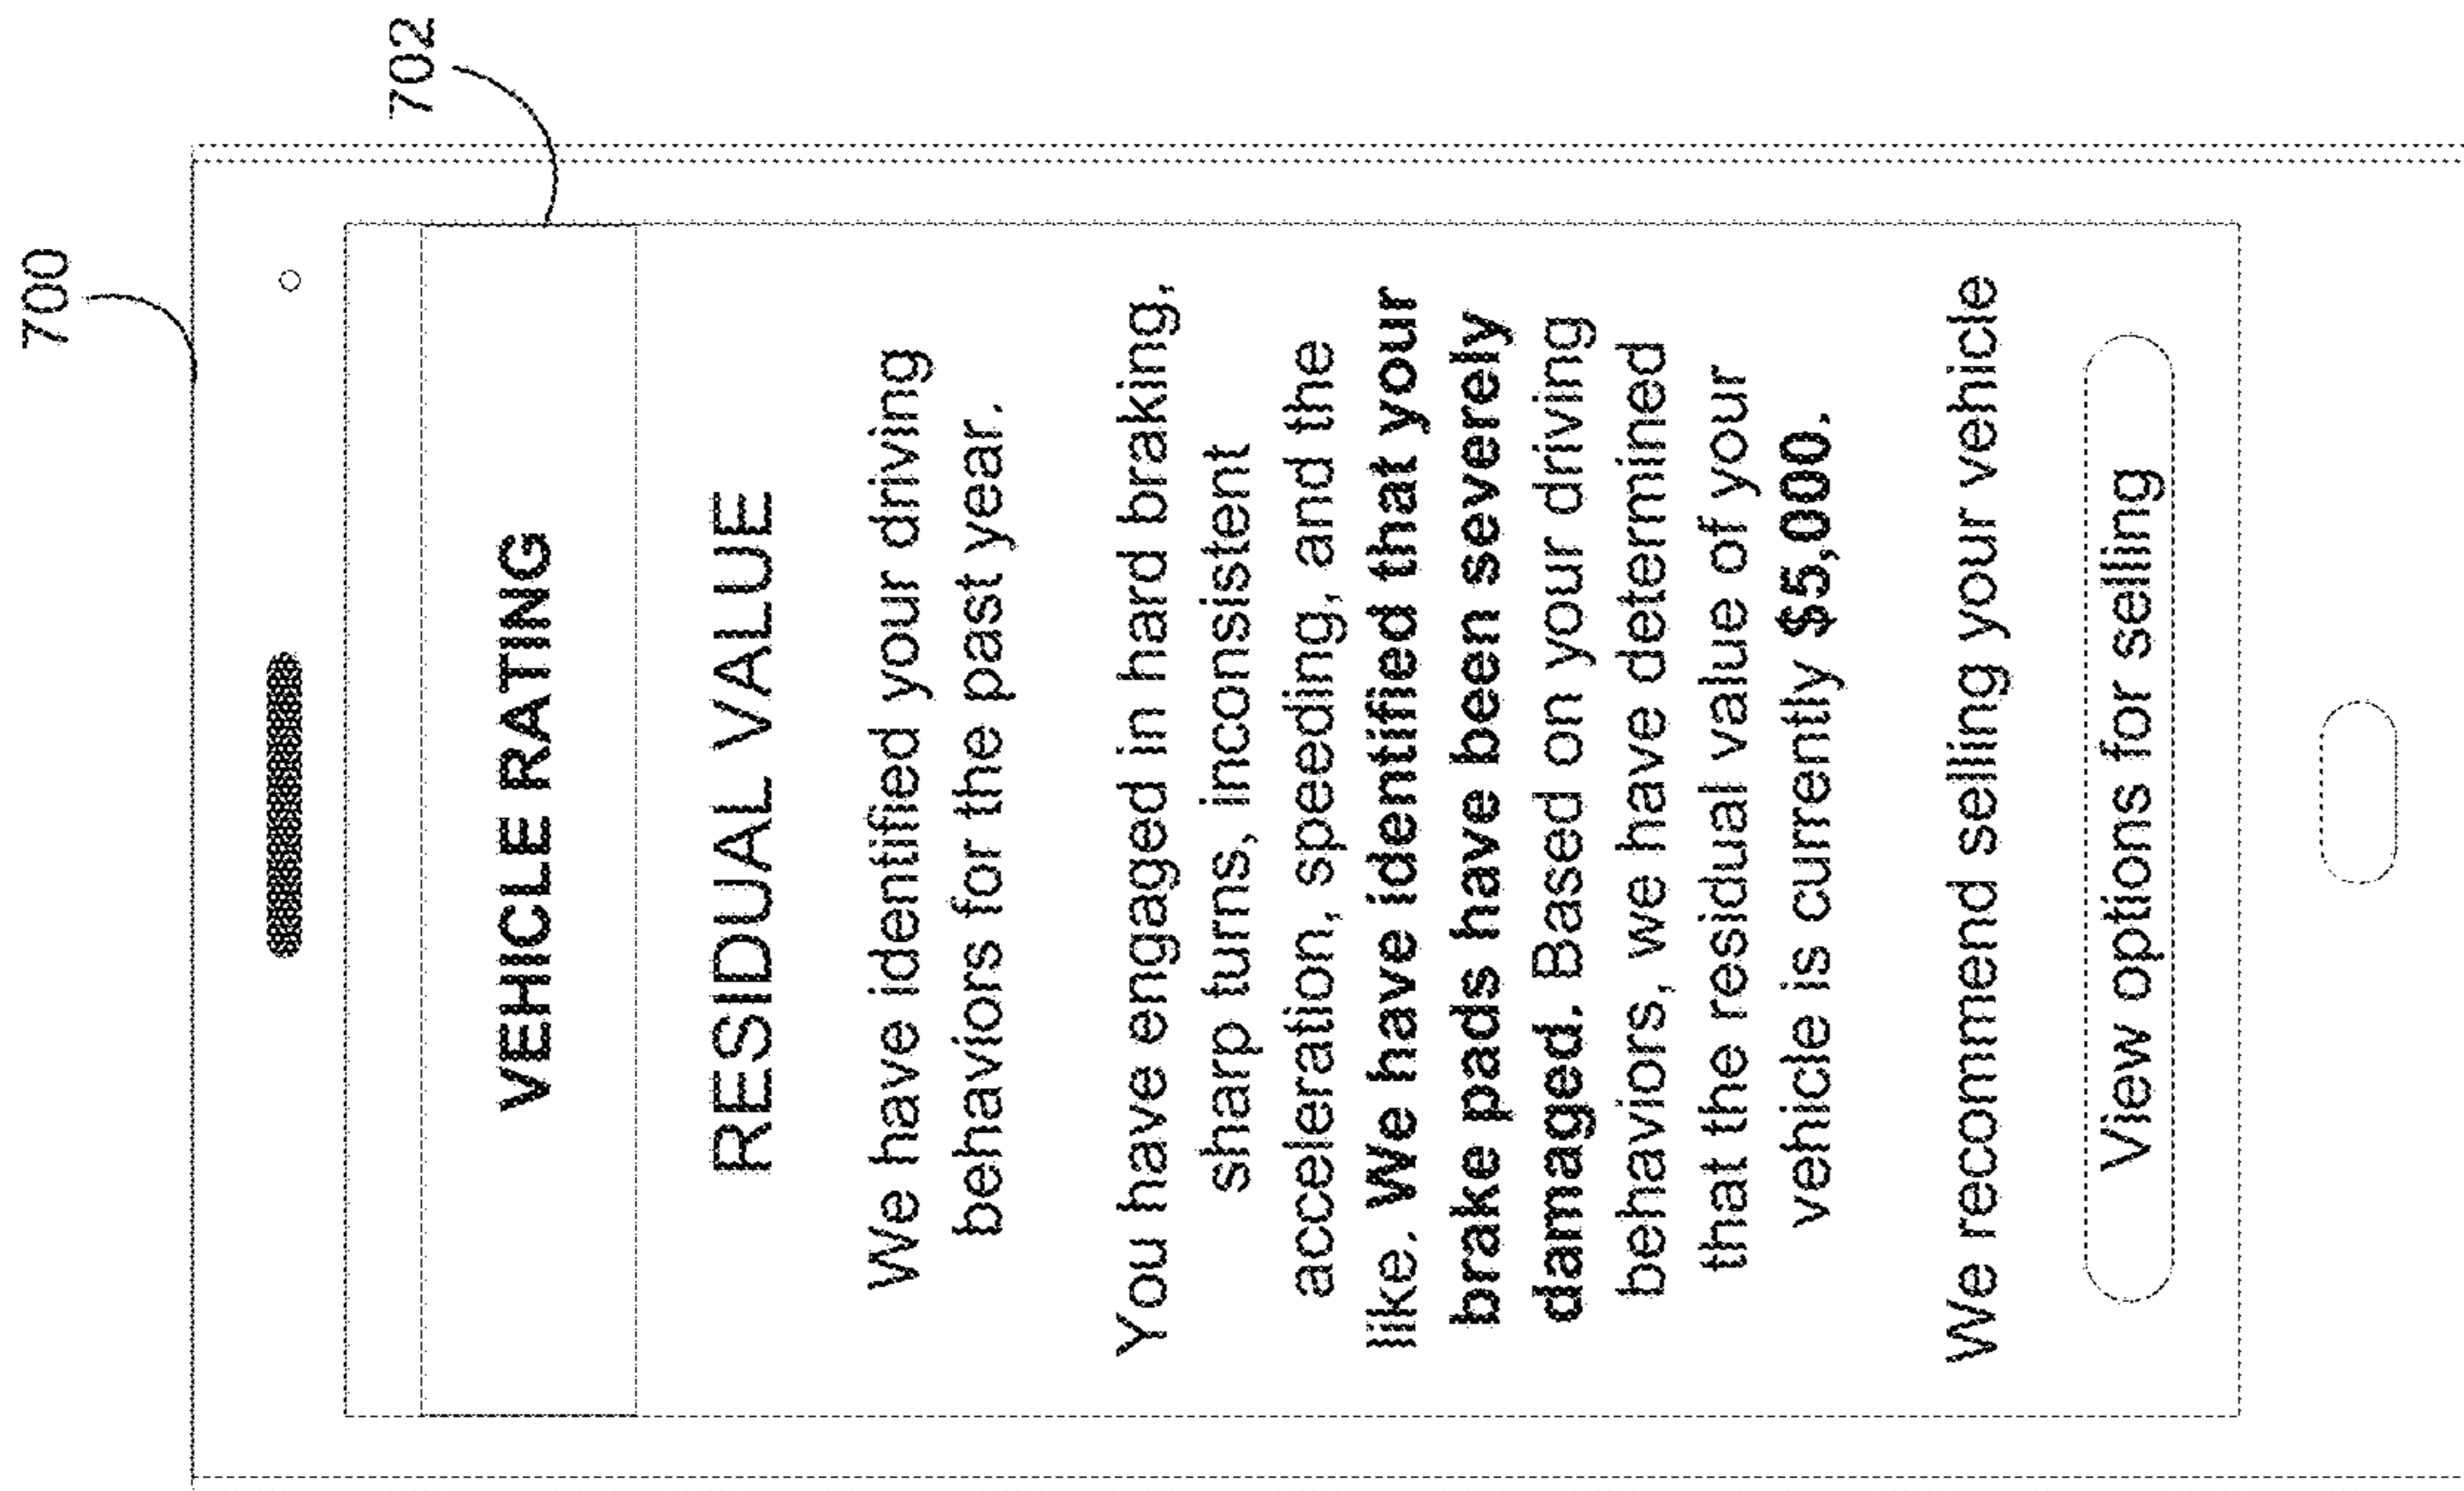 700
702
VEHICLE RATING
RESIDUAL VALUE
We have identified your driving
behaviors for the past year.
You have engaged in hard braking,
sharp turns, inconsistent
acceleration, speeding, and the
like. We have identified that your
brake pads have been severely
damaged. Based on your driving
behaviors, we have determined
that the residual value of your
vehicle is currently $5,000.
We recommend selling your vehicle
View options for selling